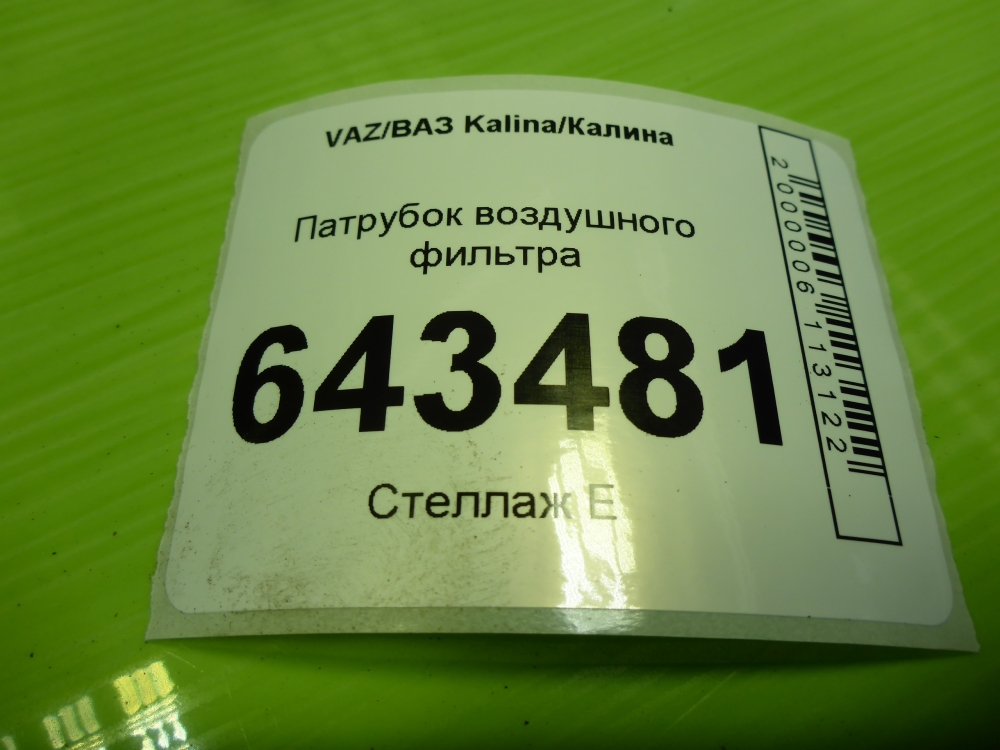 VAZ/ВАЗ Kalina/Калина
Патрубок воздушного
фильтра
643481
Стеллаж Е
2000006113122